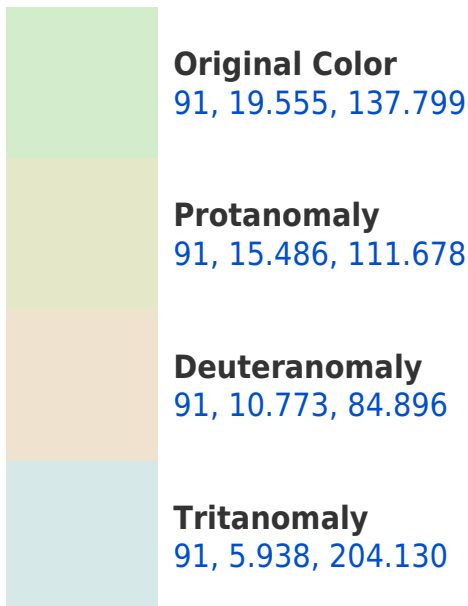 Original Color
91, 19.555, 137.799
Protanomaly
91, 15.486, 111.678
Deuteranomaly
91, 10.773, 84.896
Tritanomaly
91, 5.938, 204.130